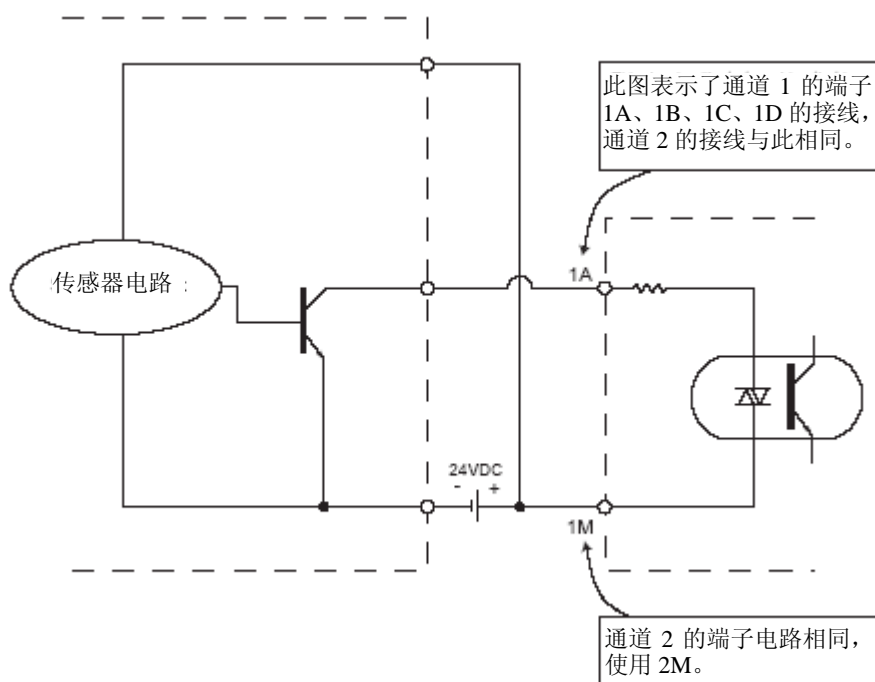 此图表示了通道 1 的端子
1A、1B、1C、1D 的接线,
通道 2 的接线与此相同。
1A
传感器电路 :
24VDC
- +
1M
通道 2 的端子电路相同,
使用 2M。